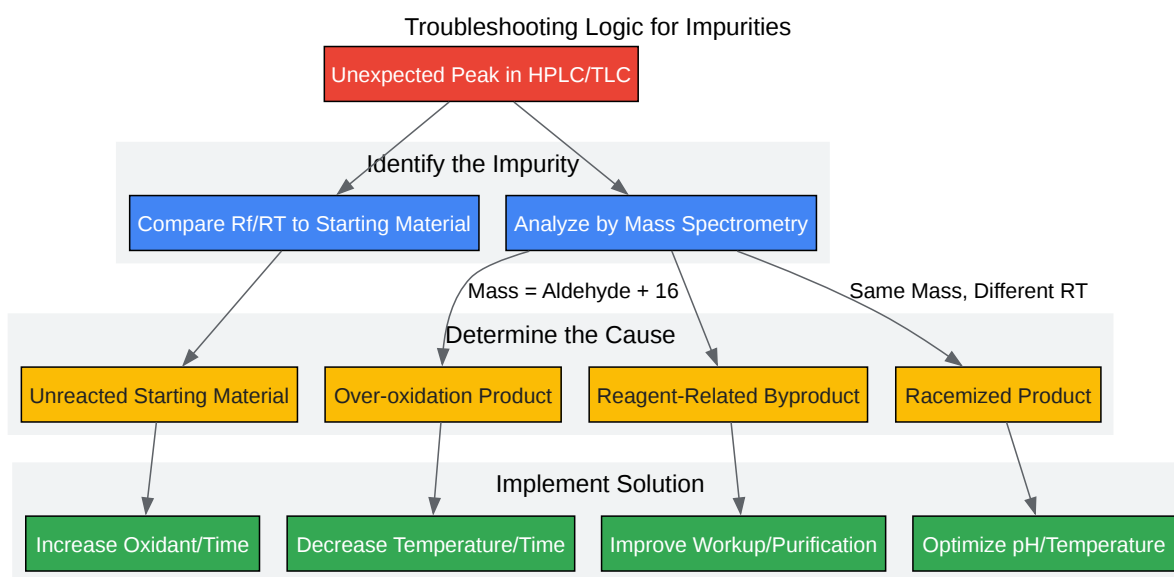 Troubleshooting Logic for Impurities
Unexpected Peak in HPLC/TLC
Identify the Impurity
Compare Rf/RT to Starting Material
Analyze by Mass Spectrometry
Mass = Aldehyde + 16
Same Mass, Different RT
Determine the Cause
Unreacted Starting Material
Over-oxidation Product
Reagent-Related Byproduct
Racemized Product
Implement Solution
Increase Oxidant/Time
Decrease Temperature/Time
Improve Workup/Purification
Optimize pH/Temperature